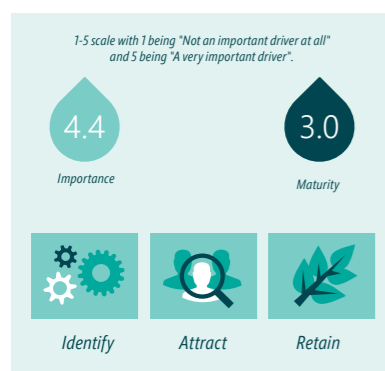 1-5 scale with 1 being "Not an important driver at all"
and 5 being "A very important driver".
4.4
3.0
Importance
Maturity
Identify
Attract
Retain